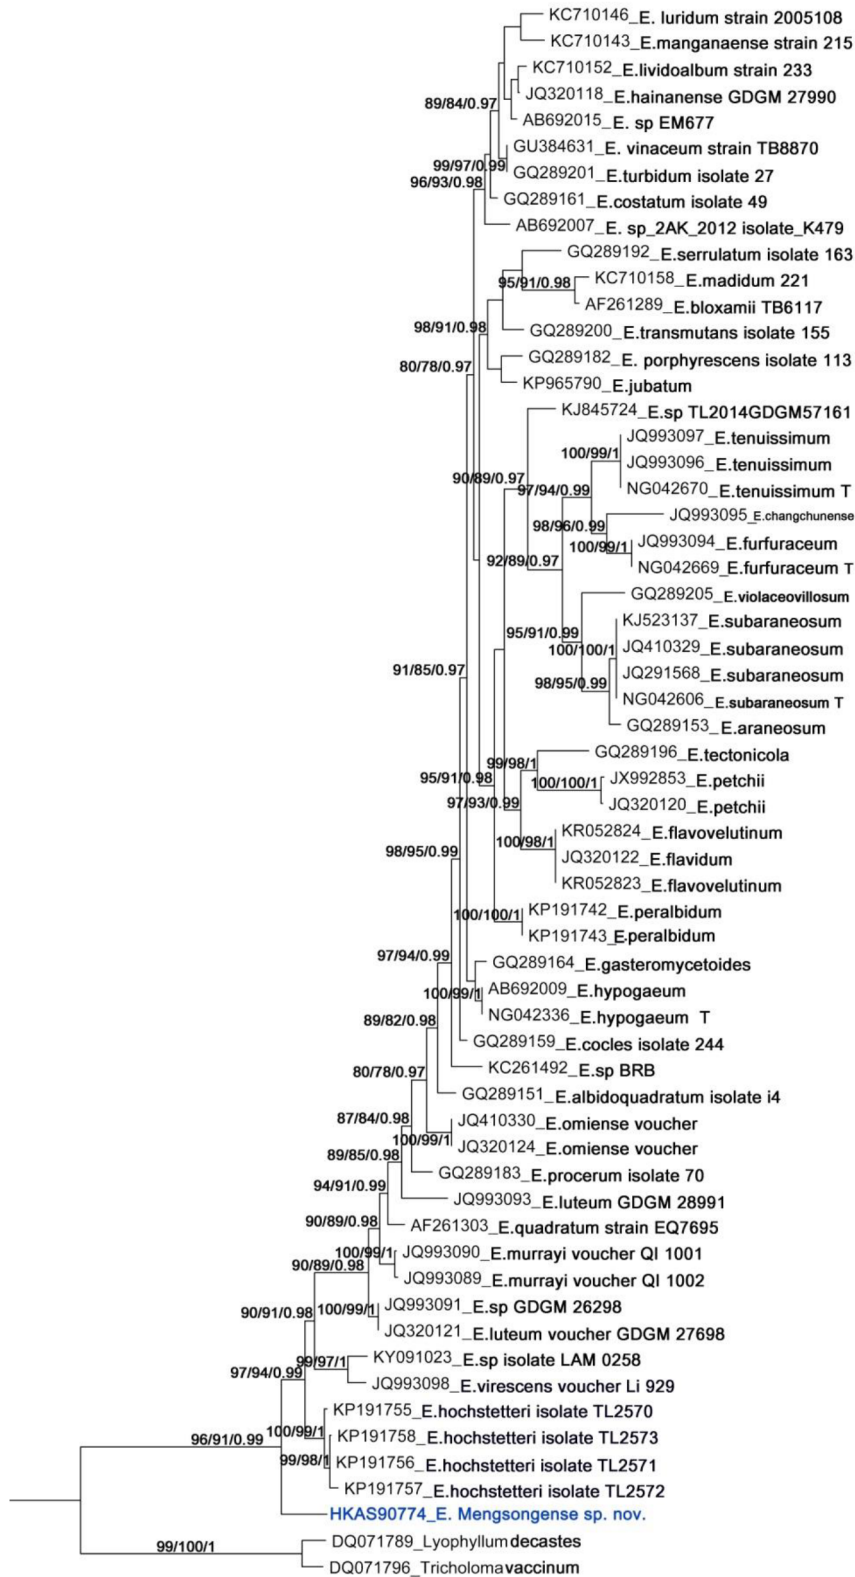 KC710146_E. luridum strain 2005108
KC710143_E.manganaense strain 215
KC710152_E.lividoalbum strain 233
JQ320118_E.hainanense GDGM 27990
89/84/0.97
AB692015_E. sp EM677
GU384631_E. vinaceum strain TB8870
99/97/0.99
GQ289201_E.turbidum isolate 27
96/93/0.98
GQ289161_E.costatum isolate 49
AB692007_E. sp_2AK_2012 isolate_K479
GQ289192_E.serrulatum isolate 163
95/91/0.98
KC710158_E.madidum 221
AF261289_E.bloxamii TB6117
98/91/0.98
GQ289200_E.transmutans isolate 155
GQ289182_E. porphyrescens isolate 113
80/78/0.97
KP965790_E.jubatum
KJ845724_E.sp TL2014GDGM57161
JQ993097_E.tenuissimum
100/99/1
JQ993096_E.tenuissimum
90/89/0.97
97/94/0.99
NG042670_E.tenuissimum T
JQ993095_E.changchunense
98/96/0.99
JQ993094_E.furfuraceum
100/99/1
92/89/0.97
NG042669_E.furfuraceum T
GQ289205_E.violaceovillosum
KJ523137_E.subaraneosum
95/91/0.99
JQ410329_E.subaraneosum
100/100/1
91/85/0.97
JQ291568_E.subaraneosum
98/95/0.99
NG042606_E.subaraneosum T
GQ289153_E.araneosum
GQ289196_E.tectonicola
99/98/1
95/91/0.98
JX992853_E.petchii
100/100/1
97/93/0.99
JQ320120_E.petchii
KR052824_E.flavovelutinum
100/98/1
98/95/0.99
JQ320122_E.flavidum
KR052823_E.flavovelutinum
KP191742_E.peralbidum
100/100/1
KP191743_E.peralbidum
97/94/0.99
GQ289164_E.gasteromycetoides
AB692009_E.hypogaeum
100/99/1
NG042336_E.hypogaeum T
89/82/0.98
GQ289159_E.cocles isolate 244
KC261492_E.sp BRB
80/78/0.97
GQ289151_E.albidoquadratum isolate i4
87/84/0.98
JQ410330_E.omiense voucher
100/99/1
JQ320124_E.omiense voucher
89/85/0.98
GQ289183_E.procerum isolate 70
94/91/0.99
JQ993093_E.luteum GDGM 28991
90/89/0.98
AF261303_E.quadratum strain EQ7695
100/99/1
JQ993090_E.murrayi voucher QI 1001
90/89/0.98
JQ993089_E.murrayi voucher QI 1002
100/99/1
JQ993091_E.sp GDGM 26298
90/91/0.98
JQ320121_E.luteum voucher GDGM 27698
KY091023_E.sp isolate LAM 0258
99/97/1
97/94/0.99
JQ993098_E.virescens voucher Li 929
KP191755_E.hochstetteri isolate TL2570
100/99/1
KP191758_E.hochstetteri isolate TL2573
96/91/0.99
99/98/1
KP191756_E.hochstetteri isolate TL2571
KP191757_E.hochstetteri isolate TL2572
HKAS90774_E. Mengsongense sp. nov.
DQ071789_Lyophyllum decastes
99/100/1
DQ071796_Tricholoma vaccinum